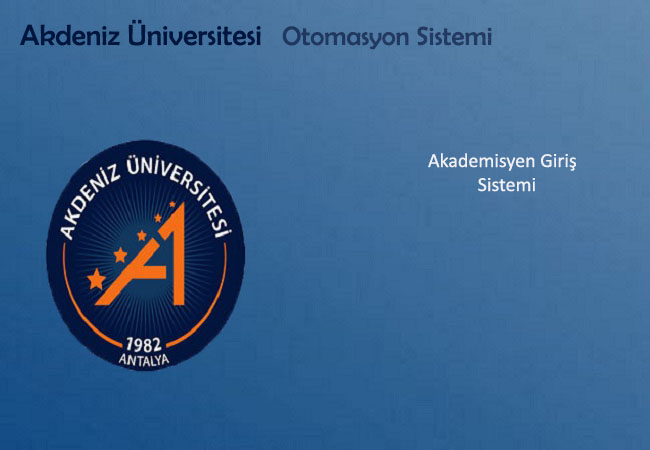 Akdeniz Üniversitesi Otomasyon Sistemi
Akademisyen Giriş
Sistemi
AKDENİZ ÜNİVERSİTESİ
1982
ANTALYA